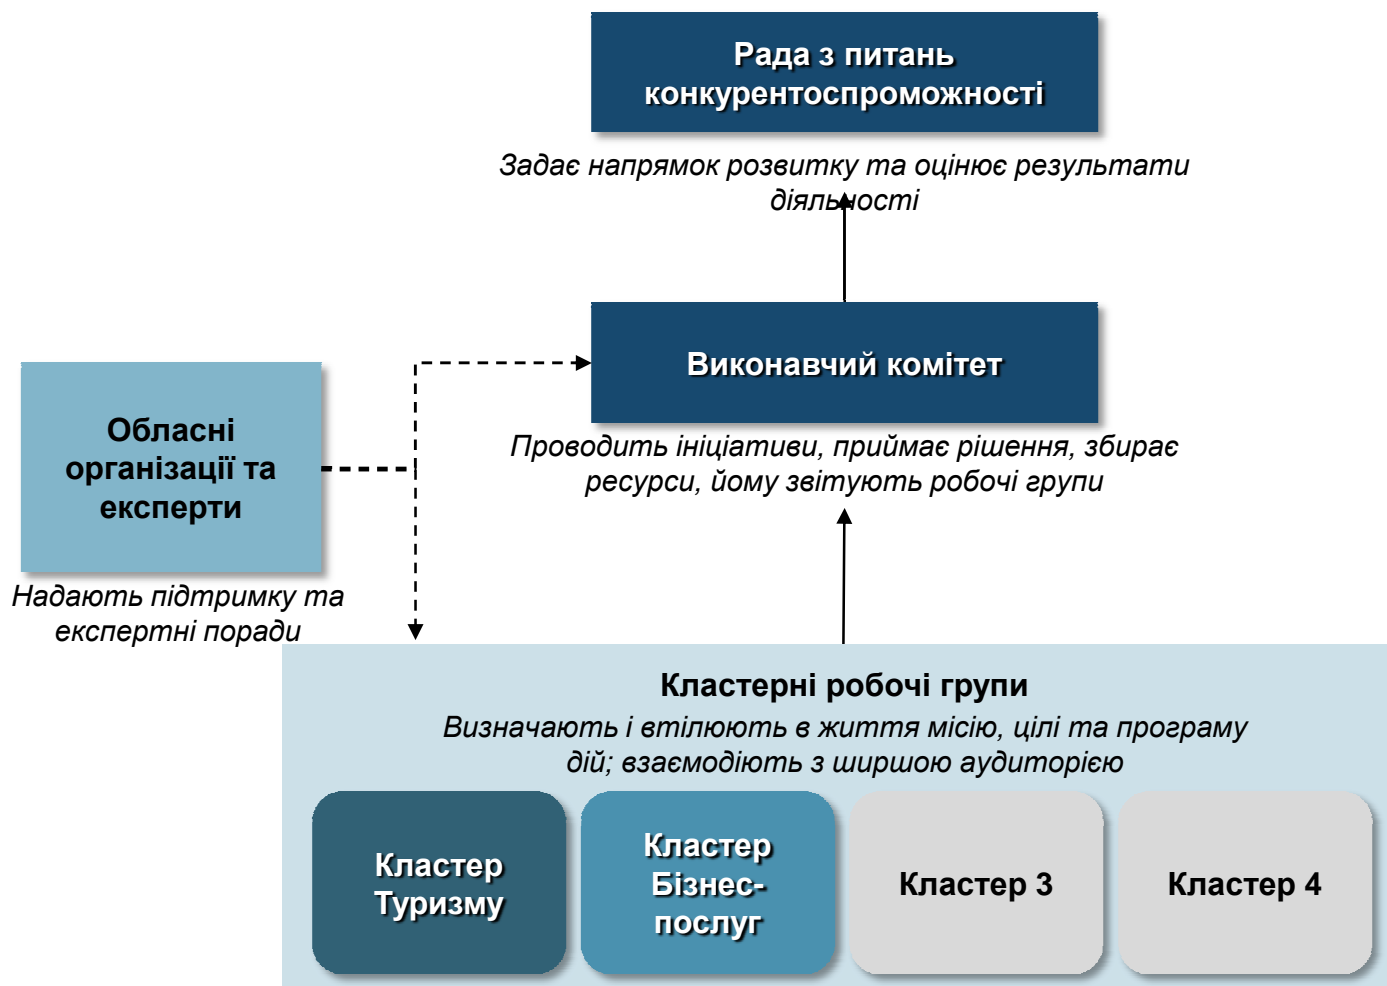 Рада з питань
конкурентоспроможності
Задає напрямок розвитку та оцінює результати
діяльності
Виконавчий комітет
Проводить ініціативи, приймає рішення, збирає
ресурси, йому звітують робочі групи
Обласні
організації та
експерти
Надають підтримку та
експертні поради
Кластерні робочі групи
Визначають і втілюють в життя місію, цілі та програму
дій; взаємодіють з ширшою аудиторією
Кластер
Туризму
Кластер
Бізнес-
послуг
Кластер 3
Кластер 4